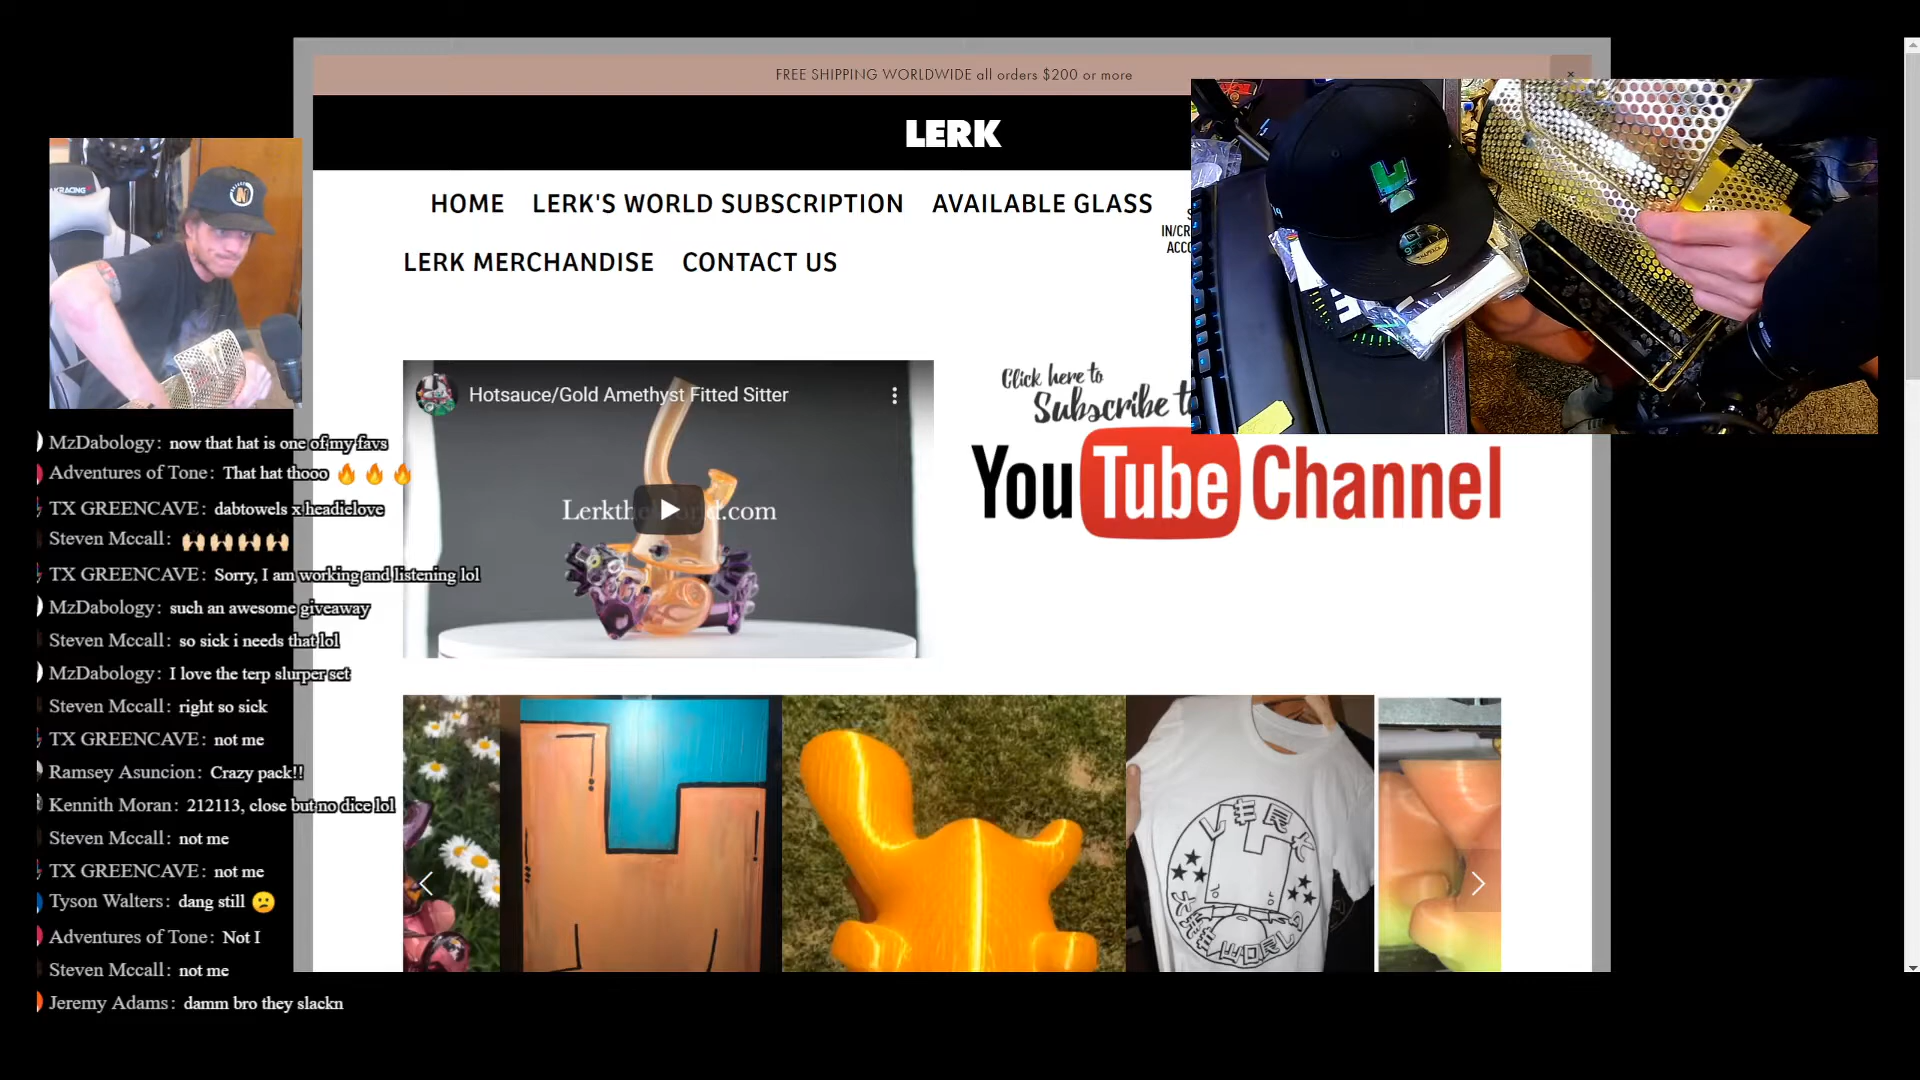 FREE SHIPPING WORLDWIDE all orders $200 or more
LERK
HOME LERK'S WORLD SUBSCRIPTION AVAILABLE GLASS
LERK MERCHANDISE CONTACT US
Hotsauce/Gold Amethyst Fitted Sitter
Click here to
Subscribe
YouTube Channel
MzDabology: now that hat is one of my favs
Adventures of Tone: That hat thooo 🔥 🔥 🔥
TX GREENCAVE: dabtowels x headielove
Steven Mccall: 🙌🏻 🙌🏻 🙌🏻 🙌🏻
TX GREENCAVE: Sorry, I am working and listening lol
MzDabology: such an awesome giveaway
Steven Mccall: so sick i needs that lol
MzDabology: I love the terp slurper set
Steven Mccall: right so sick
TX GREENCAVE: not me
Ramsey Asuncion: Crazy pack!!
Kennith Moran: 212113, close but no dice lol
Steven Mccall: not me
TX GREENCAVE: not me
Tyson Walters: dang still 😕
Adventures of Tone: Not I
Steven Mccall: not me
Jeremy Adams: damm bro they slackn